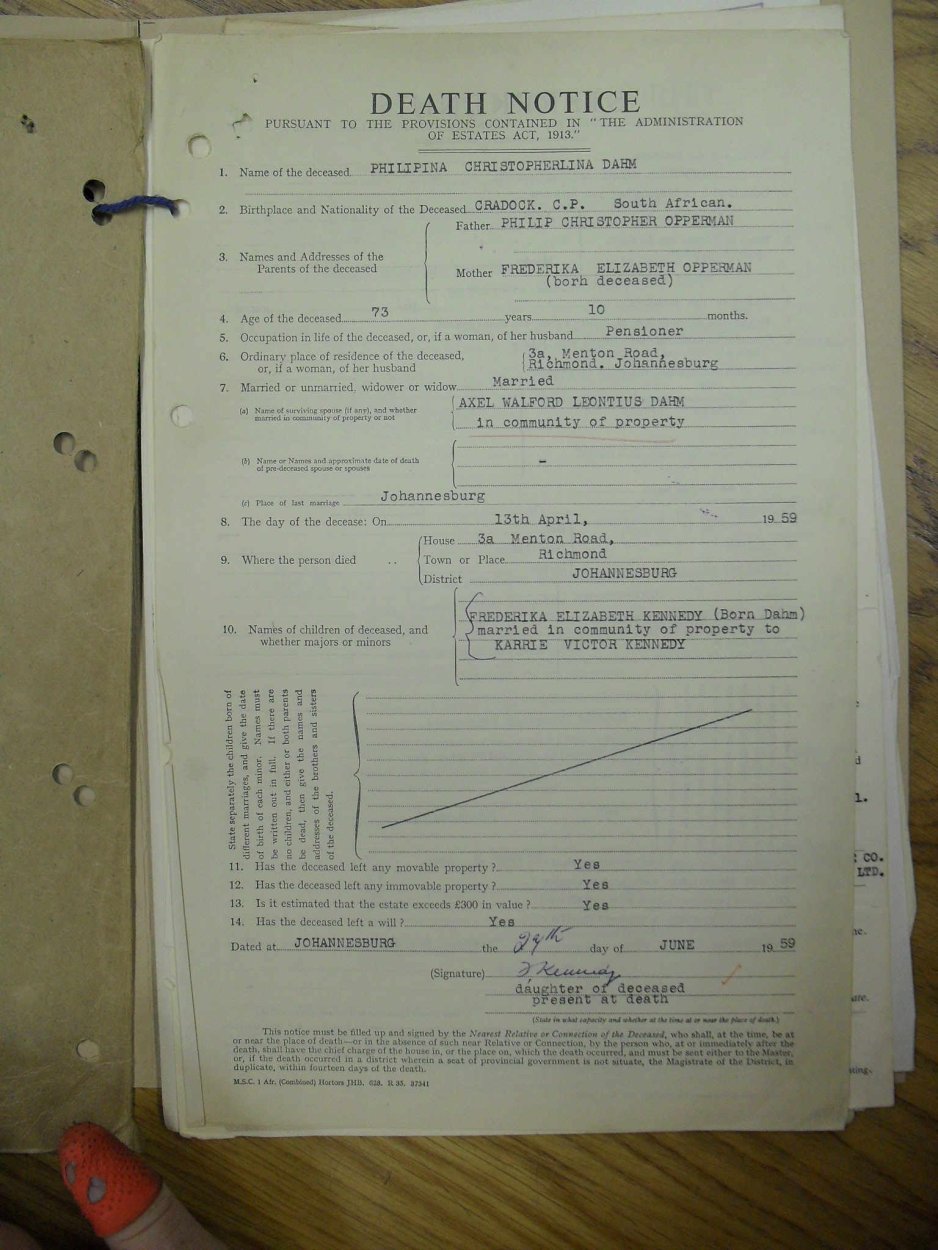 DEATH NOTICE
PURSUANT TO THE PROVISIONS CONTAINED IN "THE ADMINISTRATION
OF ESTATES ACT, 1913."
1. Name of the deceased PHILIPINA CHRISTOPHERLINA DAHM
2. Birthplace and Nationality of the Deceased CRADOCK. C.P. South African.
Father PHILIP CHRISTOPHER OPPERMAN
3. Names and Addresses of the
Parents of the deceased
Mother FREDERIKA ELIZABETH OPPERMAN
(born deceased)
4. Age of the deceased 73 years 10 months.
5. Occupation in life of the deceased, or, if a woman, of her husband Pensioner
6. Ordinary place of residence of the deceased, 3a, Menton Road,
or, if a woman, of her husband Richmond. Johannesburg
7. Married or unmarried, widower or widow Married
(a) Name of surviving spouse (if any), and whether AXEL WALFORD LEONTIUS DAHM
married in community of property or not in community of property
(b) Name or Names and approximate date of death -
of pre-deceased spouse or spouses
(c) Place of last marriage Johannesburg
8. The day of the decease: On 13th April, 1959
House 3a Menton Road,
9. Where the person died .. Town or Place Richmond
District JOHANNESBURG
FREDERIKA ELIZABETH KENNEDY (Born Dahm)
10. Names of children of deceased, and married in community of property to
whether majors or minors KARRIE VICTOR KENNEDY
State separately the children born of
different marriages, and give the date
of birth of each minor. Names must
be written out in full. If there are
no children, and either or both parents
be dead, then give the names and
addresses of the brothers and sisters
of the deceased.
11. Has the deceased left any movable property? Yes
12. Has the deceased left any immovable property? Yes
13. Is it estimated that the estate exceeds £300 in value? Yes
14. Has the deceased left a will? Yes
Dated at JOHANNESBURG the day of JUNE 1959
(Signature) Kennedy
daughter of deceased
present at death
(State in what capacity and whether at the time at or near the place of death.)
This notice must be filled up and signed by the Nearest Relative or Connection of the Deceased, who shall, at the time, be at
or near the place of death—or in the absence of such near Relative or Connection, by the person who, at or immediately after the
death, shall have the chief charge of the house in, or the place on, which the death occurred, and must be sent either to the Master,
or, if the death occurred in a district wherein a seat of provincial government is not situate, the Magistrate of the District, in
duplicate, within fourteen days of the death.
M.S.C. 1 Afr. (Combined) Hortors JHB. 628. R 35. 37341
CO.
LTD.